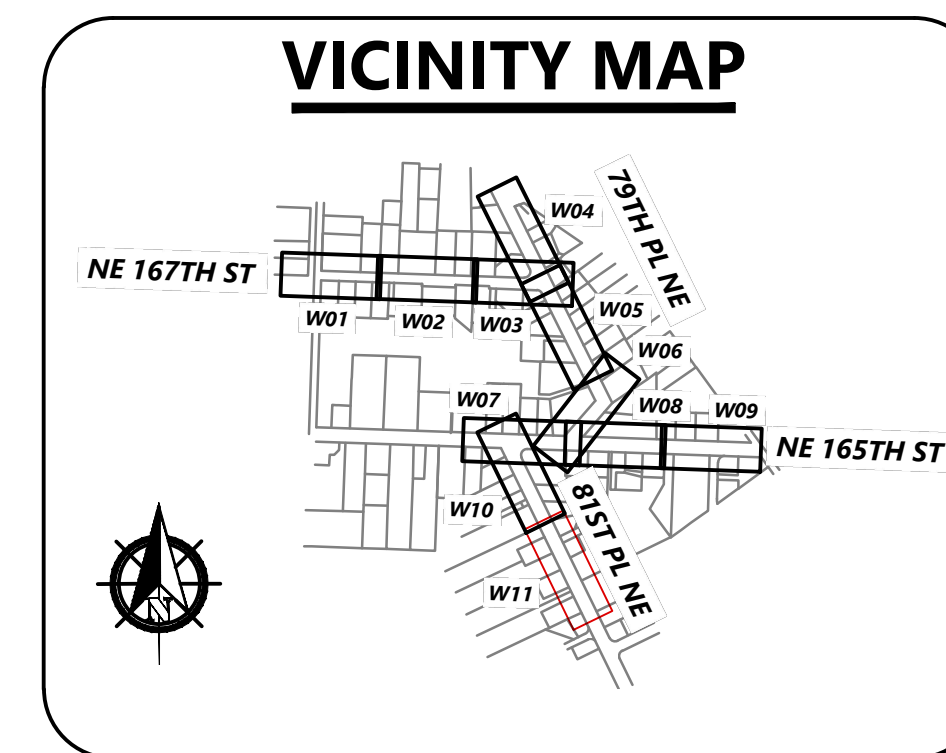 VICINITY MAP
79TH PL NE
W04
NE 167TH ST
W05
W01
W02
W03
W06
W07
W08
W09
NE 165TH ST
81ST PL NE
W10
W11
N